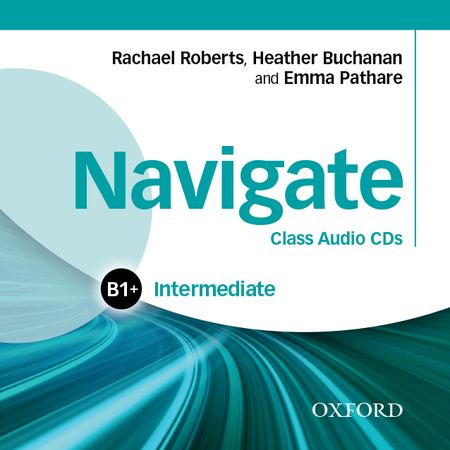 Rachael Roberts, Heather Buchanan
and Emma Pathare
Navigate
Class Audio CDs
B1+ Intermediate
OXFORD